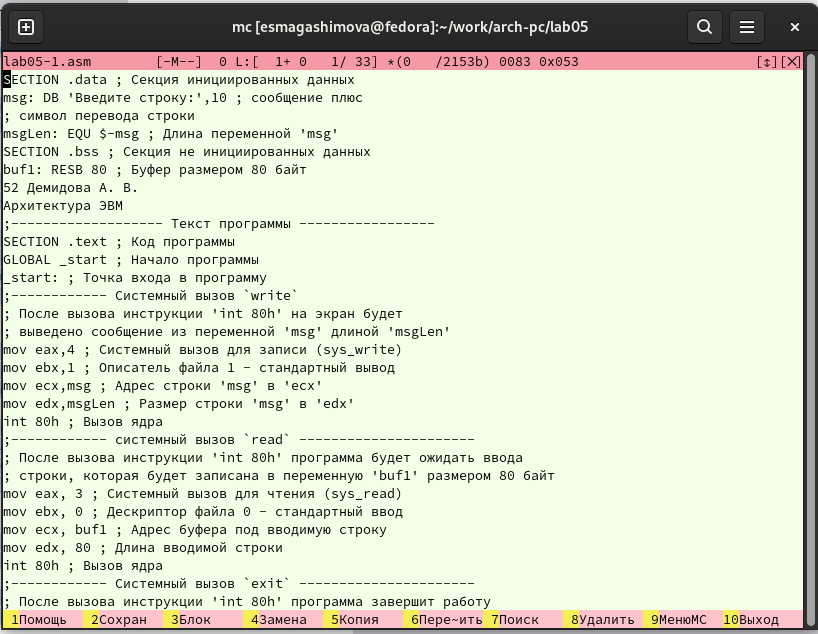 mc [esmagashimova@fedora]:~/work/arch-pc/lab05
lab05-1.asm [-M--] 0 L:[ 1+ 0 1/ 33] *(0 /2153b) 0083 0x053 [↕][X]
SECTION .data ; Секция инициированных данных
msg: DB 'Введите строку:',10 ; сообщение плюс
; символ перевода строки
msgLen: EQU $-msg ; Длина переменной 'msg'
SECTION .bss ; Секция не инициированных данных
buf1: RESB 80 ; Буфер размером 80 байт
52 Демидова А. В.
Архитектура ЭВМ
;------------------- Текст программы -----------------
SECTION .text ; Код программы
GLOBAL _start ; Начало программы
_start: ; Точка входа в программу
;------------ Cистемный вызов `write`
; После вызова инструкции 'int 80h' на экран будет
; выведено сообщение из переменной 'msg' длиной 'msgLen'
mov eax,4 ; Системный вызов для записи (sys_write)
mov ebx,1 ; Описатель файла 1 - стандартный вывод
mov ecx,msg ; Адрес строки 'msg' в 'ecx'
mov edx,msgLen ; Размер строки 'msg' в 'edx'
int 80h ; Вызов ядра
;------------ системный вызов `read` ----------------------
; После вызова инструкции 'int 80h' программа будет ожидать ввода
; строки, которая будет записана в переменную 'buf1' размером 80 байт
mov eax, 3 ; Системный вызов для чтения (sys_read)
mov ebx, 0 ; Дескриптор файла 0 - стандартный ввод
mov ecx, buf1 ; Адрес буфера под вводимую строку
mov edx, 80 ; Длина вводимой строки
int 80h ; Вызов ядра
;------------ Системный вызов `exit` ----------------------
; После вызова инструкции 'int 80h' программа завершит работу
1Помощь 2Сохран 3Блок 4Замена 5Копия 6Пере~ить 7Поиск 8Удалить 9МенюMC 10Выход